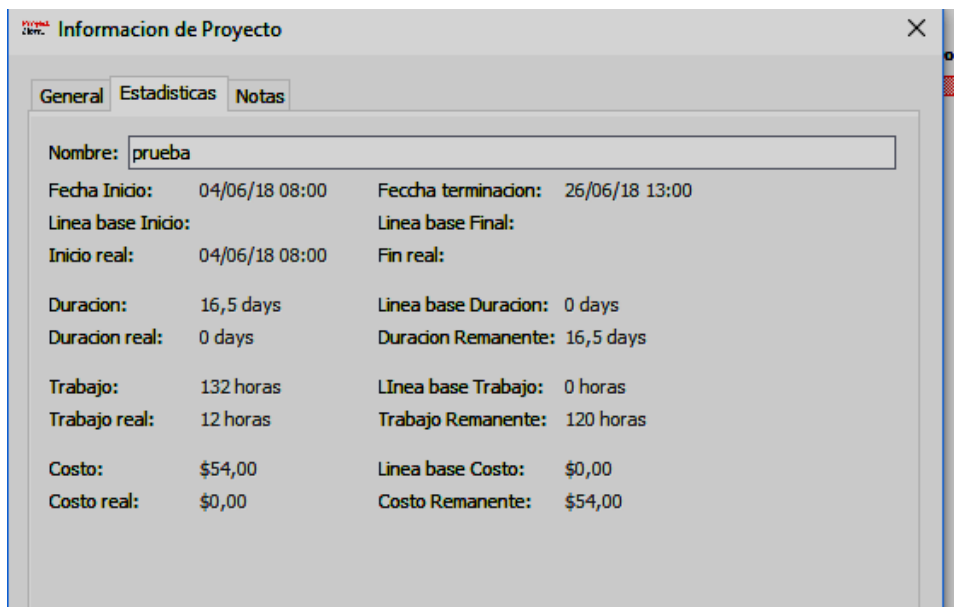 Informacion de Proyecto
General Estadisticas Notas
Nombre: prueba
Fecha Inicio: 04/06/18 08:00 Feccha terminacion: 26/06/18 13:00
Linea base Inicio: Linea base Final:
Inicio real: 04/06/18 08:00 Fin real:
Duracion: 16,5 days Linea base Duracion: 0 days
Duracion real: 0 days Duracion Remanente: 16,5 days
Trabajo: 132 horas LInea base Trabajo: 0 horas
Trabajo real: 12 horas Trabajo Remanente: 120 horas
Costo: $54,00 Linea base Costo: $0,00
Costo real: $0,00 Costo Remanente: $54,00